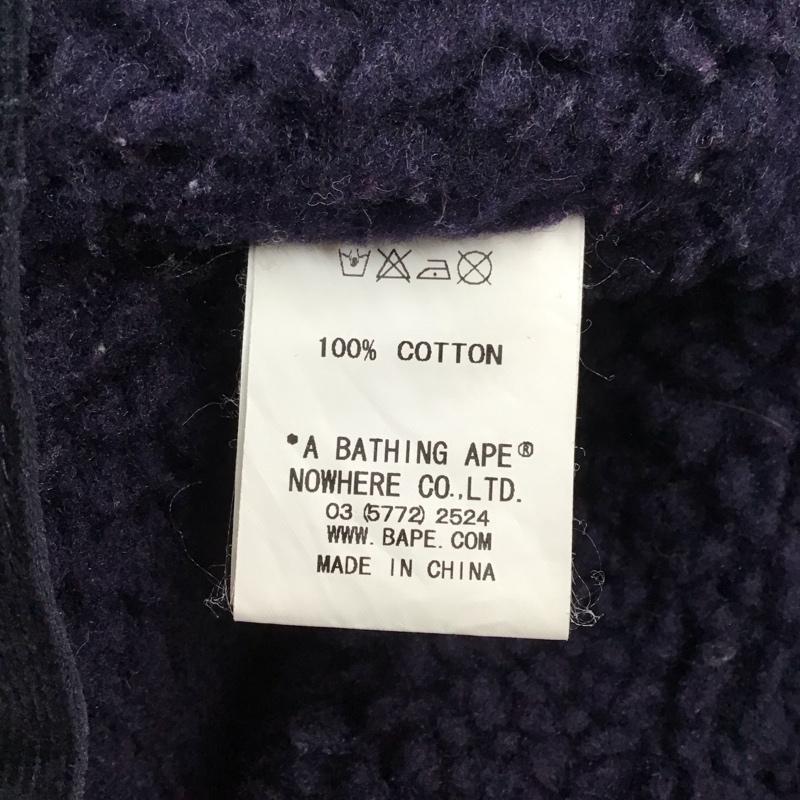 100% COTTON
"A BATHING APE®
NOWHERE CO.,LTD.
03 (5772) 2524
WWW. BAPE. COM
MADE IN CHINA